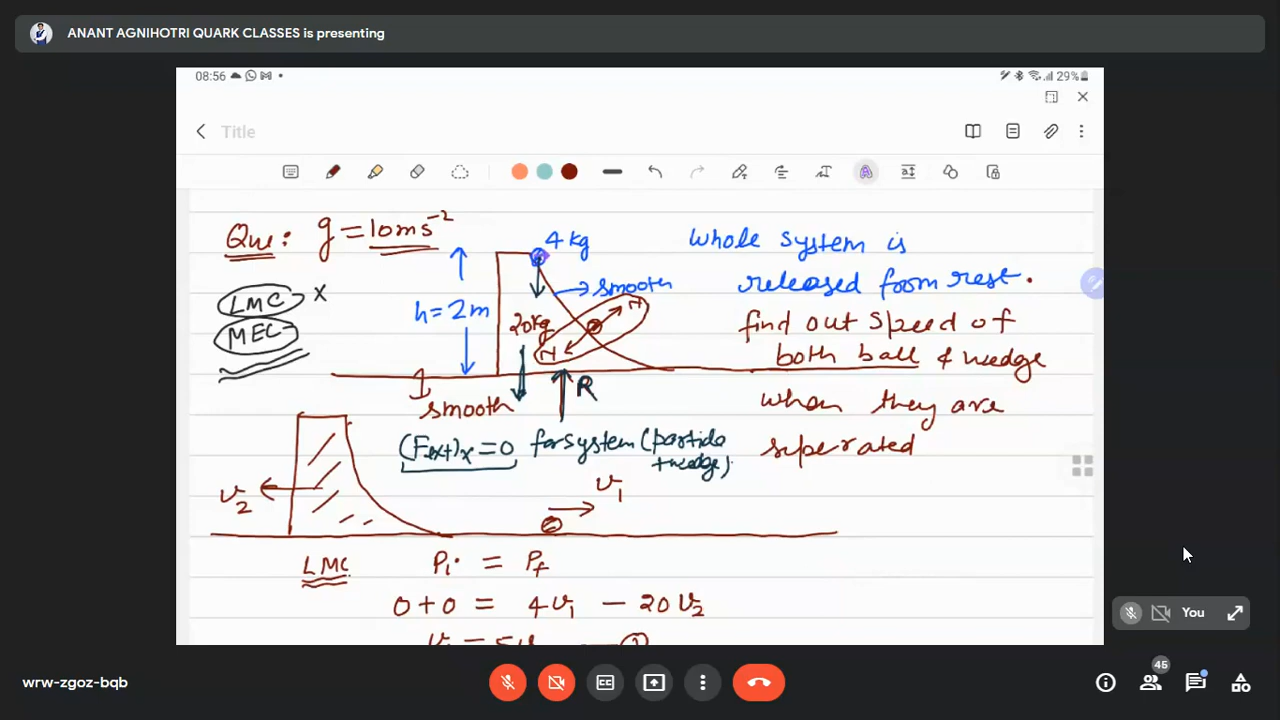 ANANT AGNIHOTRI QUARK CLASSES is presenting
08:56
29%
Title
Que: g = 10ms⁻²
4 kg
whole system is
released from rest.
LMC x
MEC
h = 2m
→ smooth
20kg
N
N
find out speed of
both ball & wedge
when they are
seperated
R
smooth
(Fext)x = 0 for system (particle
+ wedge)
v₂
v₁
LMC
Pi = Pf
0 + 0 = 4v₁ - 20v₂
You
wrw-zgoz-bqb
CC
45